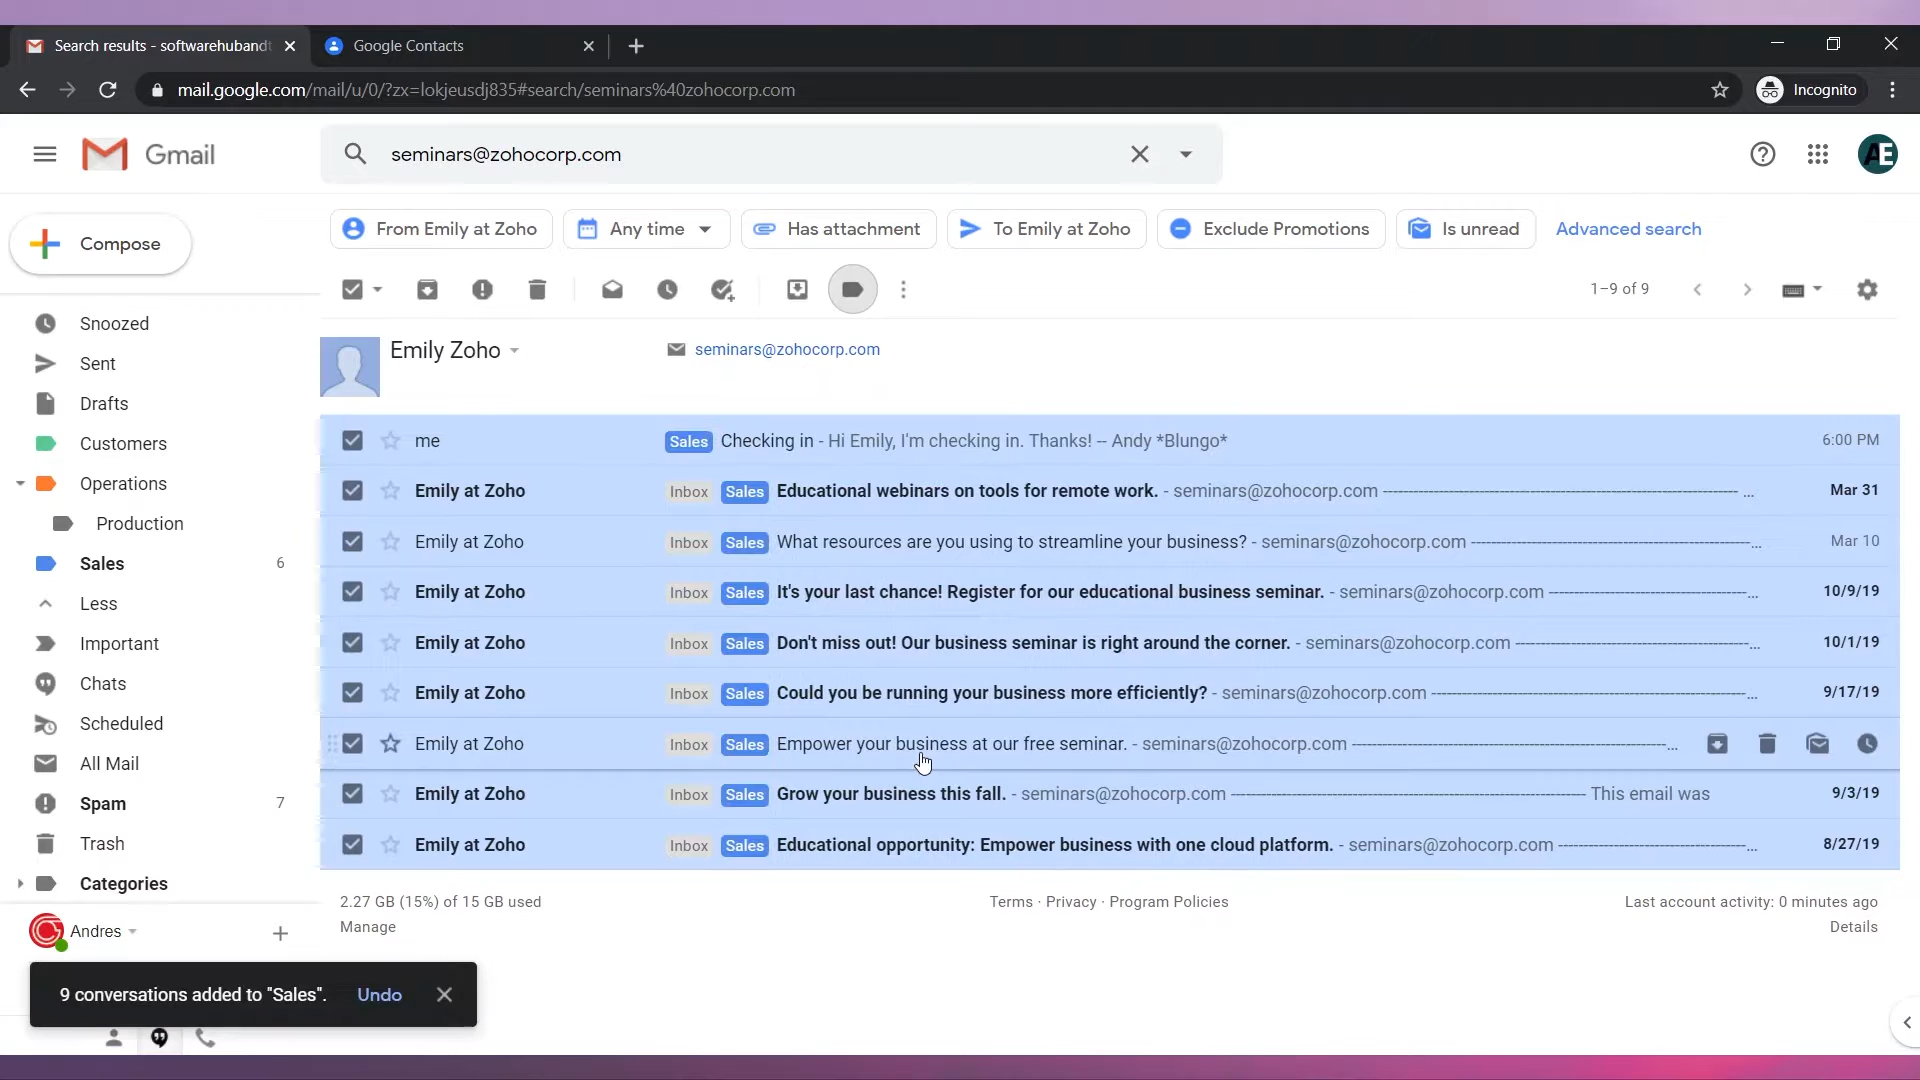 Search results - softwarehubandt
Google Contacts
mail.google.com/mail/u/0/?zx=lokjeusdj835#search/seminars%40zohocorp.com
Incognito
Gmail
seminars@zohocorp.com
AE
Compose
From Emily at Zoho
Any time
Has attachment
To Emily at Zoho
Exclude Promotions
Is unread
Advanced search
1–9 of 9
Snoozed
Sent
Drafts
Customers
Operations
Production
Sales 6
Less
Important
Chats
Scheduled
All Mail
Spam 7
Trash
Categories
Andres
Emily Zoho
seminars@zohocorp.com
me Sales Checking in - Hi Emily, I'm checking in. Thanks! -- Andy *Blungo* 6:00 PM
Emily at Zoho Inbox Sales Educational webinars on tools for remote work. - seminars@zohocorp.com ... Mar 31
Emily at Zoho Inbox Sales What resources are you using to streamline your business? - seminars@zohocorp.com ... Mar 10
Emily at Zoho Inbox Sales It's your last chance! Register for our educational business seminar. - seminars@zohocorp.com ... 10/9/19
Emily at Zoho Inbox Sales Don't miss out! Our business seminar is right around the corner. - seminars@zohocorp.com ... 10/1/19
Emily at Zoho Inbox Sales Could you be running your business more efficiently? - seminars@zohocorp.com ... 9/17/19
Emily at Zoho Inbox Sales Empower your business at our free seminar. - seminars@zohocorp.com ...
Emily at Zoho Inbox Sales Grow your business this fall. - seminars@zohocorp.com This email was 9/3/19
Emily at Zoho Inbox Sales Educational opportunity: Empower business with one cloud platform. - seminars@zohocorp.com ... 8/27/19
2.27 GB (15%) of 15 GB used
Manage
Terms · Privacy · Program Policies
Last account activity: 0 minutes ago
Details
9 conversations added to "Sales". Undo